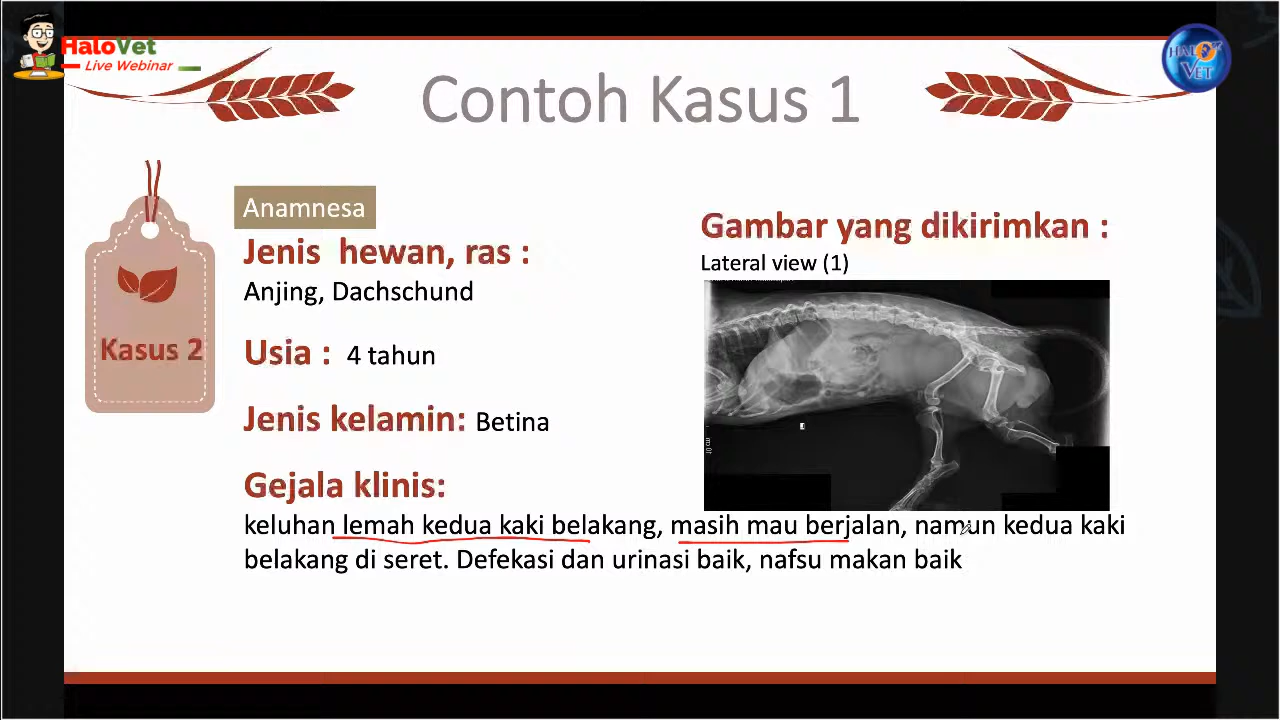 HaloVet
Live Webinar
HALO
VET
Contoh Kasus 1
Kasus 2
Anamnesa
Jenis hewan, ras :
Anjing, Dachschund
Usia : 4 tahun
Jenis kelamin: Betina
Gejala klinis:
keluhan lemah kedua kaki belakang, masih mau berjalan, namun kedua kaki
belakang di seret. Defekasi dan urinasi baik, nafsu makan baik
Gambar yang dikirimkan :
Lateral view (1)